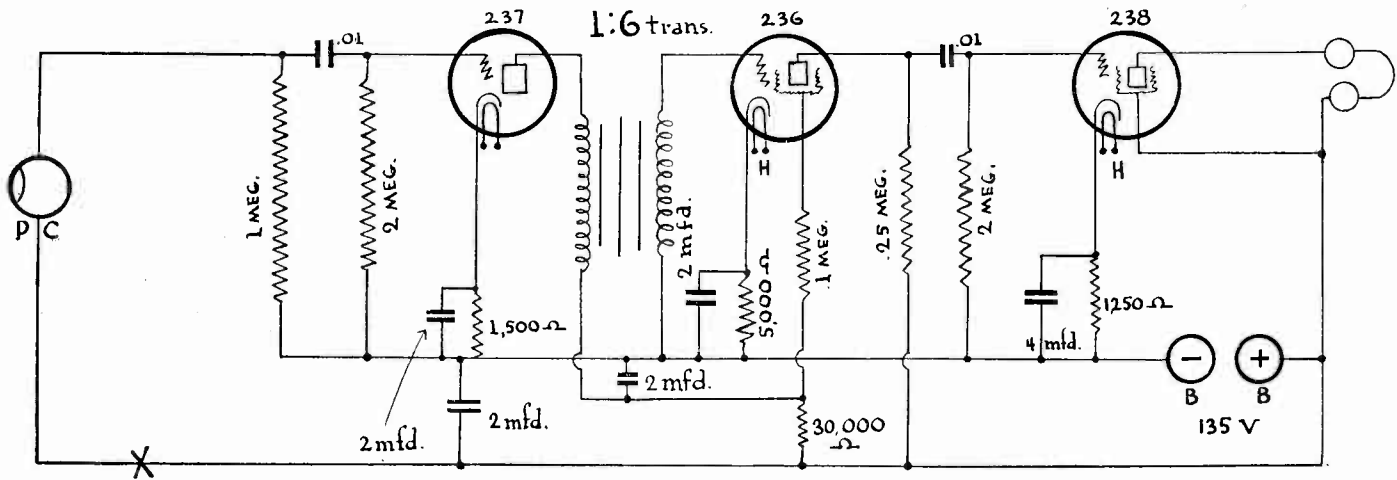 237
1:6 trans.
236
238
.01
.01
P C
1 MEG.
2 MEG.
H
2 mfd.
.1 MEG.
.25 MEG.
2 MEG.
H
1,500 Ω
5,000 Ω
1250 Ω
4 mfd.
− +
B B
135 V
2 mfd.
2 mfd.
2 mfd.
30,000
Ω
X